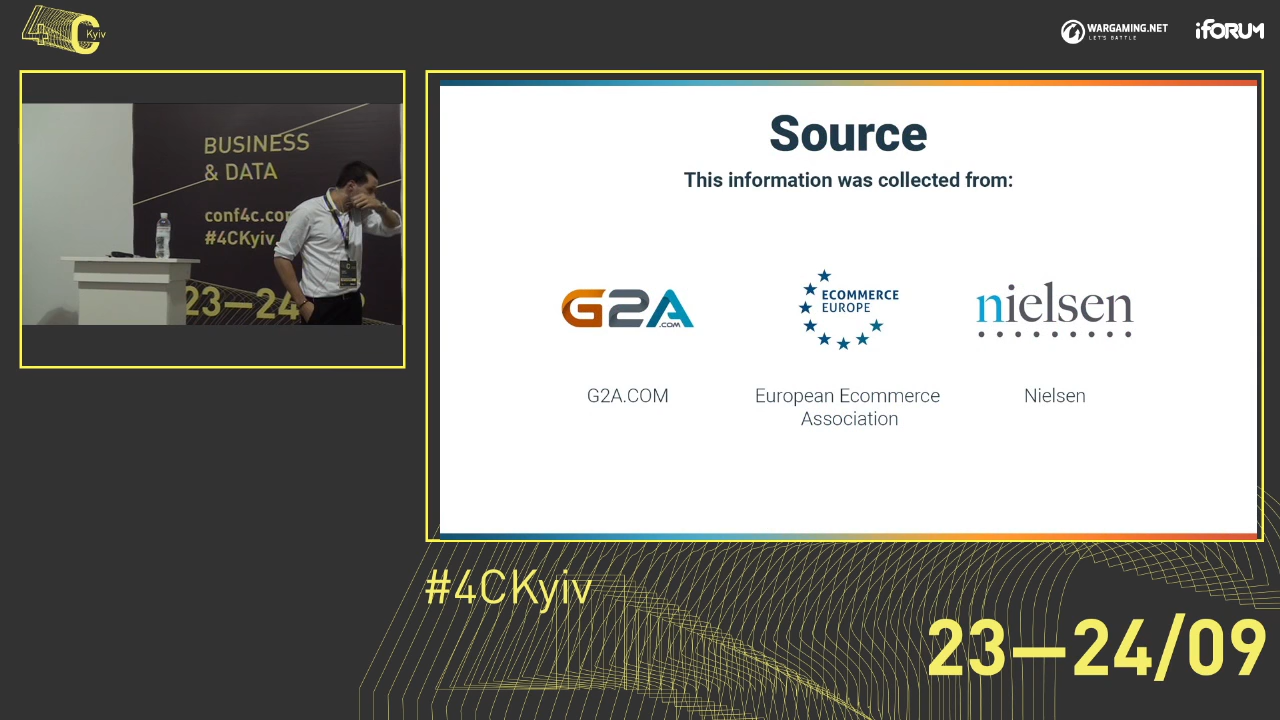 4C Kyiv
WARGAMING.NET
LET'S BATTLE
iFORUM
BUSINESS
& DATA
conf4c.com
#4CKyiv
23—24
Source
This information was collected from:
G2A
.COM
ECOMMERCE
EUROPE
nielsen
G2A.COM
European Ecommerce
Association
Nielsen
#4CKyiv
23—24/09